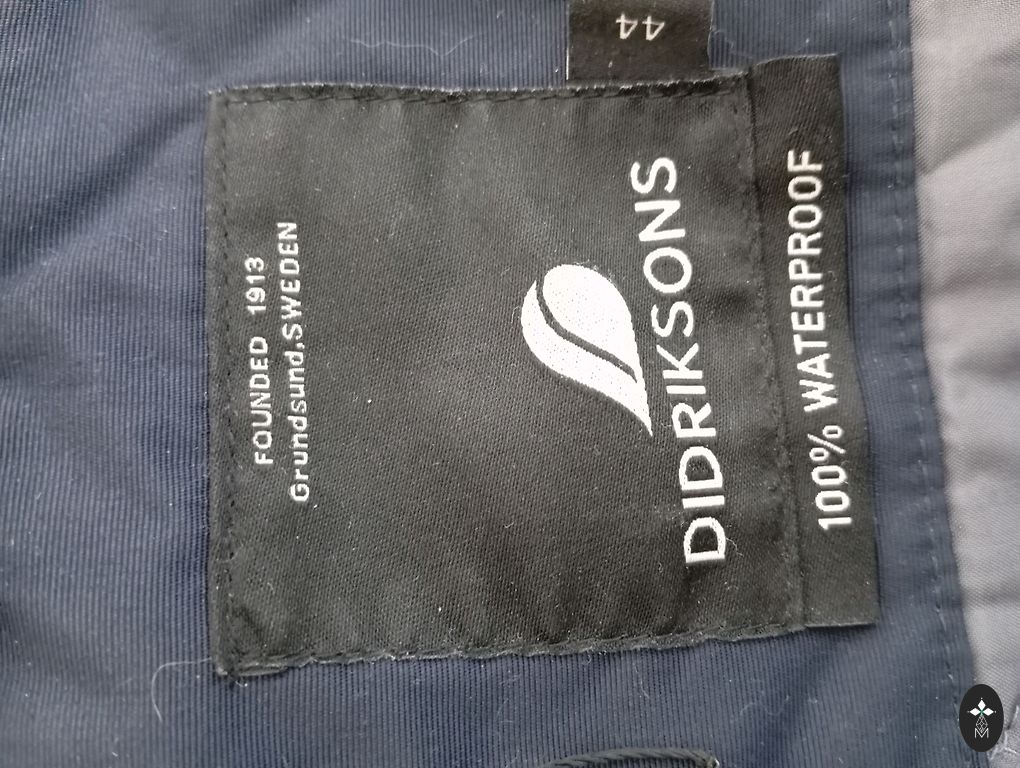 44
FOUNDED 1913
Grundsund,SWEDEN
DIDRIKSONS
100% WATERPROOF
M